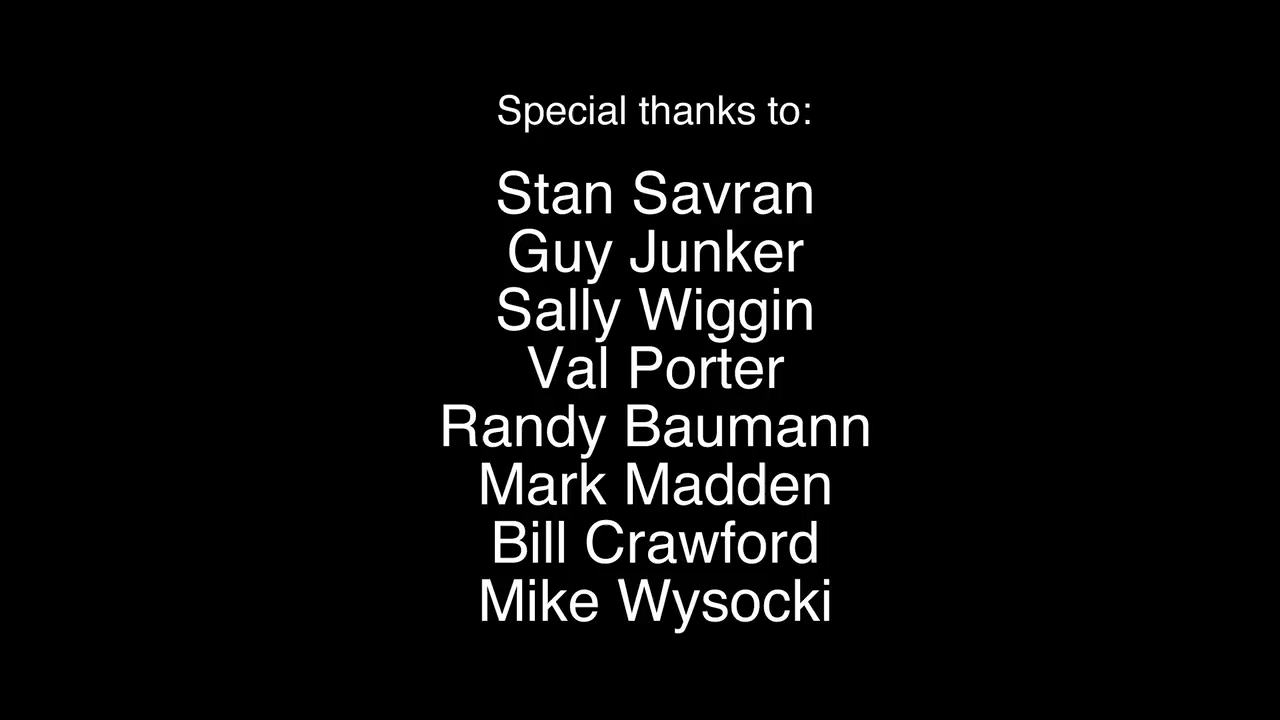 Special thanks to:
Stan Savran
Guy Junker
Sally Wiggin
Val Porter
Randy Baumann
Mark Madden
Bill Crawford
Mike Wysocki